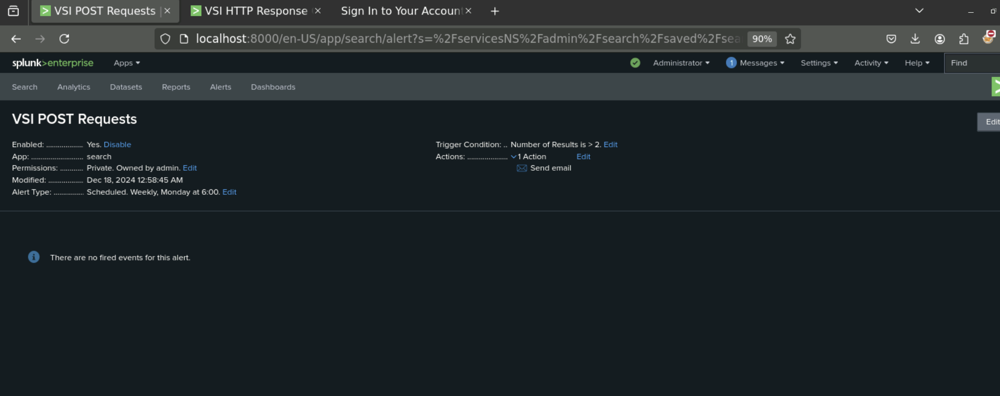 VSI POST Requests
VSI HTTP Response
Sign In to Your Account
localhost:8000/en-US/app/search/alert?s=%2FservicesNS%2Fadmin%2Fsearch%2Fsaved%2Fsea
90%
splunk>enterprise
Apps
Administrator
1 Messages
Settings
Activity
Help
Find
Search
Analytics
Datasets
Reports
Alerts
Dashboards
VSI POST Requests
Edit
Enabled: ................... Yes. Disable
App: ........................... search
Permissions: ............ Private. Owned by admin. Edit
Modified: .................. Dec 18, 2024 12:58:45 AM
Alert Type: ................ Scheduled. Weekly, Monday at 6:00. Edit
Trigger Condition: .. Number of Results is > 2. Edit
Actions: ..................... 1 Action Edit
Send email
There are no fired events for this alert.